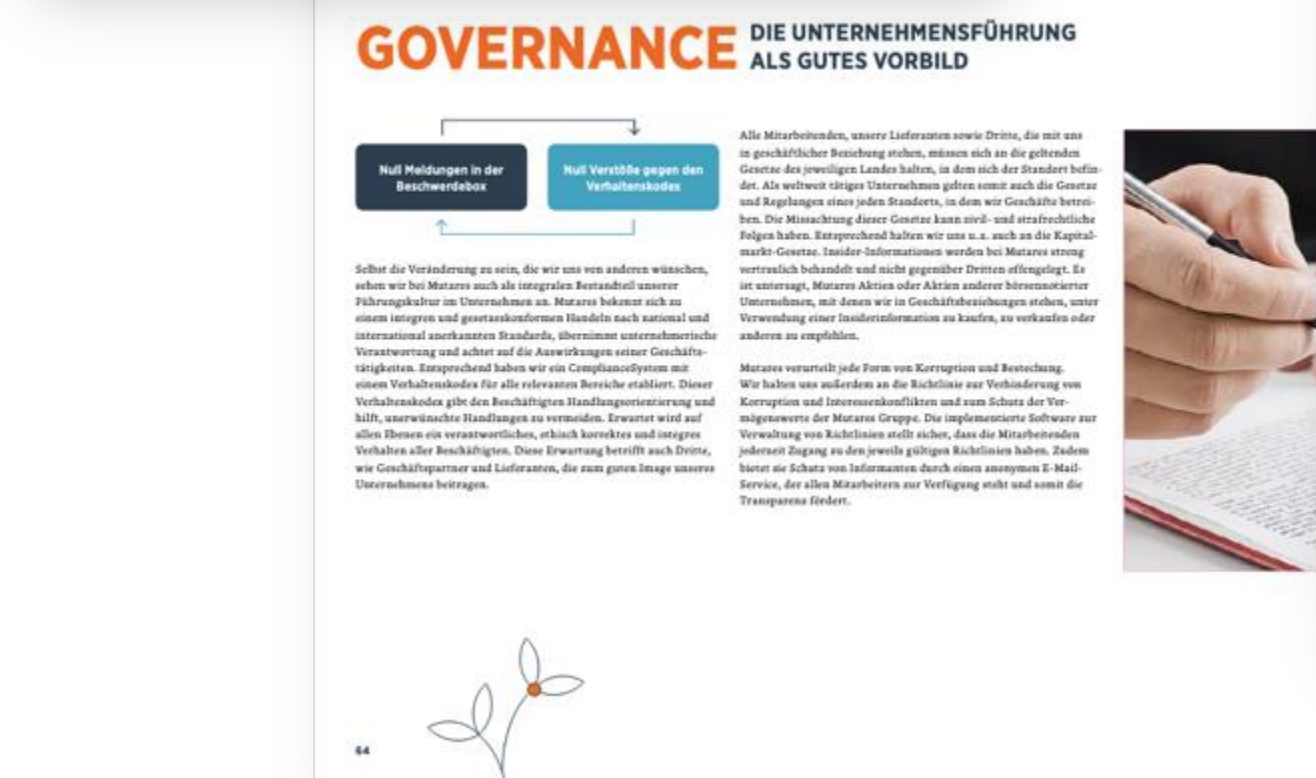 GOVERNANCE DIE UNTERNEHMENSFÜHRUNG
ALS GUTES VORBILD
Null Meldungen in der
Beschwerdebox
Null Verstöße gegen den
Verhaltenskodex
Selbst die Veränderung zu sein, die wir uns von anderen wünschen,
sehen wir bei Mutares auch als integralen Bestandteil unserer
Führungskultur im Unternehmen an. Mutares bekennt sich zu
einem integren und gesetzeskonformen Handeln nach national und
international anerkannten Standards, übernimmt unternehmerische
Verantwortung und achtet auf die Auswirkungen seiner Geschäfts-
tätigkeiten. Entsprechend haben wir ein ComplianceSystem mit
einem Verhaltenskodex für alle relevanten Bereiche etabliert. Dieser
Verhaltenskodex gibt den Beschäftigten Handlungsorientierung und
hilft, unerwünschte Handlungen zu vermeiden. Erwartet wird auf
allen Ebenen ein verantwortliches, ethisch korrektes und integres
Verhalten aller Beschäftigten. Diese Erwartung betrifft auch Dritte,
wie Geschäftspartner und Lieferanten, die zum guten Image unseres
Unternehmens beitragen.
Alle Mitarbeitenden, unsere Lieferanten sowie Dritte, die mit uns
in geschäftlicher Beziehung stehen, müssen sich an die geltenden
Gesetze des jeweiligen Landes halten, in dem sich der Standort befin-
det. Als weltweit tätiges Unternehmen gelten somit auch die Gesetze
und Regelungen eines jeden Standorts, in dem wir Geschäfte betrei-
ben. Die Missachtung dieser Gesetze kann zivil- und strafrechtliche
Folgen haben. Entsprechend halten wir uns u. a. auch an die Kapital-
markt-Gesetze. Insider-Informationen werden bei Mutares streng
vertraulich behandelt und nicht gegenüber Dritten offengelegt. Es
ist untersagt, Mutares Aktien oder Aktien anderer börsennotierter
Unternehmen, mit denen wir in Geschäftsbeziehungen stehen, unter
Verwendung einer Insiderinformation zu kaufen, zu verkaufen oder
anderen zu empfehlen.
Mutares verurteilt jede Form von Korruption und Bestechung.
Wir halten uns außerdem an die Richtlinie zur Verhinderung von
Korruption und Interessenkonflikten und zum Schutz der Ver-
mögenswerte der Mutares Gruppe. Die implementierte Software zur
Verwaltung von Richtlinien stellt sicher, dass die Mitarbeitenden
jederzeit Zugang zu den jeweils gültigen Richtlinien haben. Zudem
bietet sie Schutz von Informanten durch einen anonymen E-Mail-
Service, der allen Mitarbeitern zur Verfügung steht und somit die
Transparenz fördert.
64